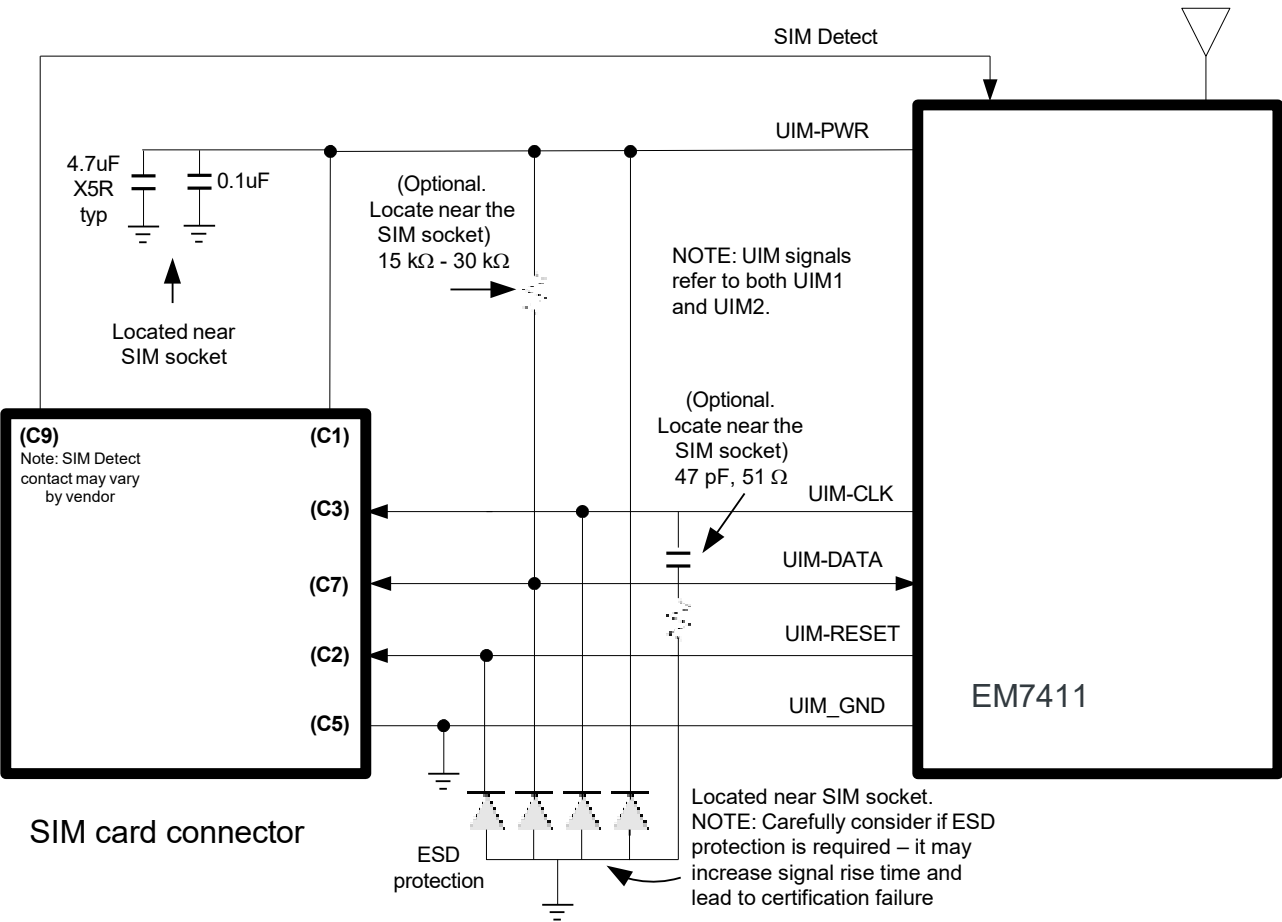 SIM Detect
UIM-PWR
4.7uF
X5R
typ
0.1uF
(Optional.
Locate near the
SIM socket)
15 kΩ - 30 kΩ
NOTE: UIM signals
refer to both UIM1
and UIM2.
Located near
SIM socket
(Optional.
Locate near the
SIM socket)
47 pF, 51 Ω
(C9)
Note: SIM Detect
contact may vary
by vendor
(C1)
(C3)
UIM-CLK
(C7)
UIM-DATA
(C2)
UIM-RESET
(C5)
UIM_GND
EM7411
SIM card connector
ESD
protection
Located near SIM socket.
NOTE: Carefully consider if ESD
protection is required – it may
increase signal rise time and
lead to certification failure